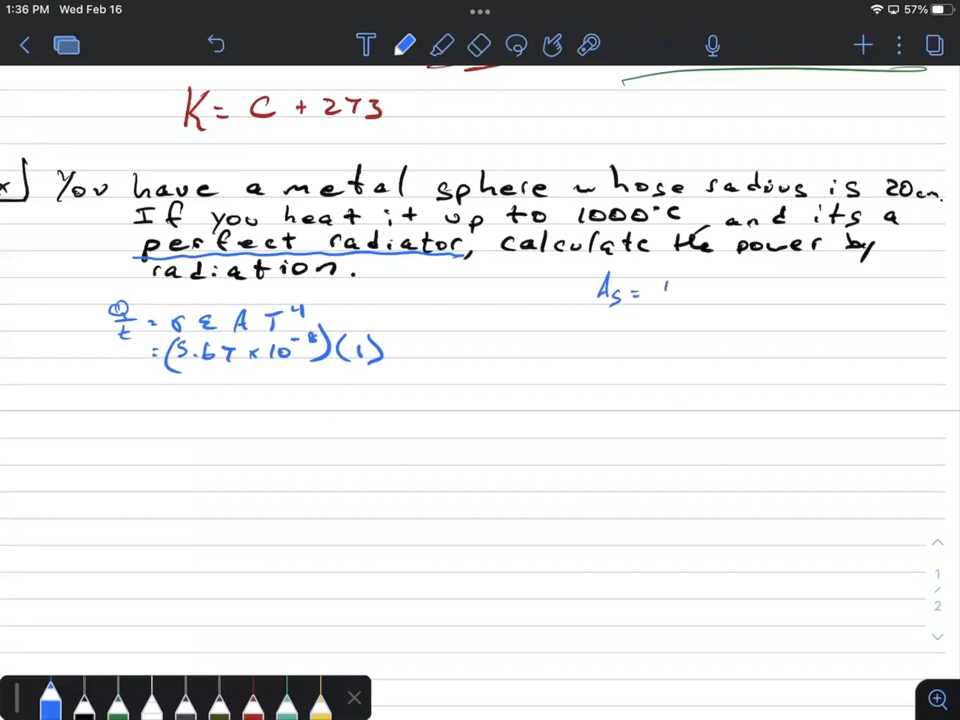 1:36 PM Wed Feb 16
57%
T
K = C + 273
x] You have a metal sphere whose radius is 20cm.
If you heat it up to 1000°C and its a
perfect radiator, calculate the power by
radiation.
As =
Q/t = σ ε A T⁴
= (5.67 × 10⁻⁸)(1)
1
/
2